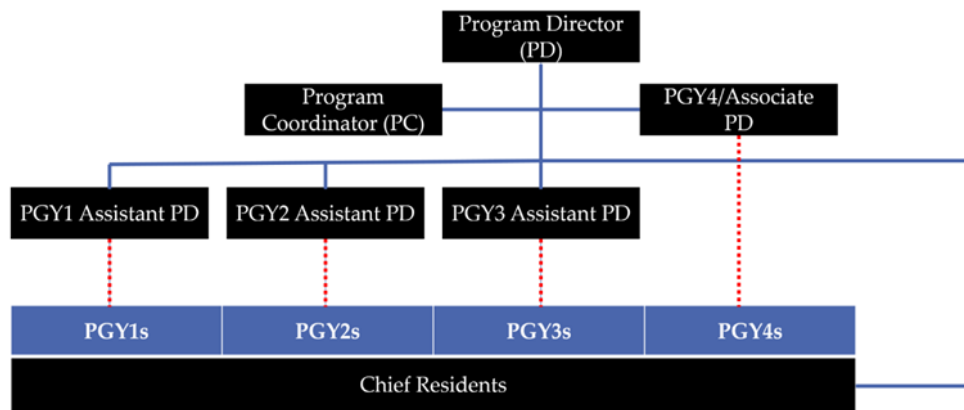 Program Director
(PD)
Program
Coordinator (PC)
PGY4/Associate
PD
PGY1 Assistant PD
PGY2 Assistant PD
PGY3 Assistant PD
PGY1s
PGY2s
PGY3s
PGY4s
Chief Residents